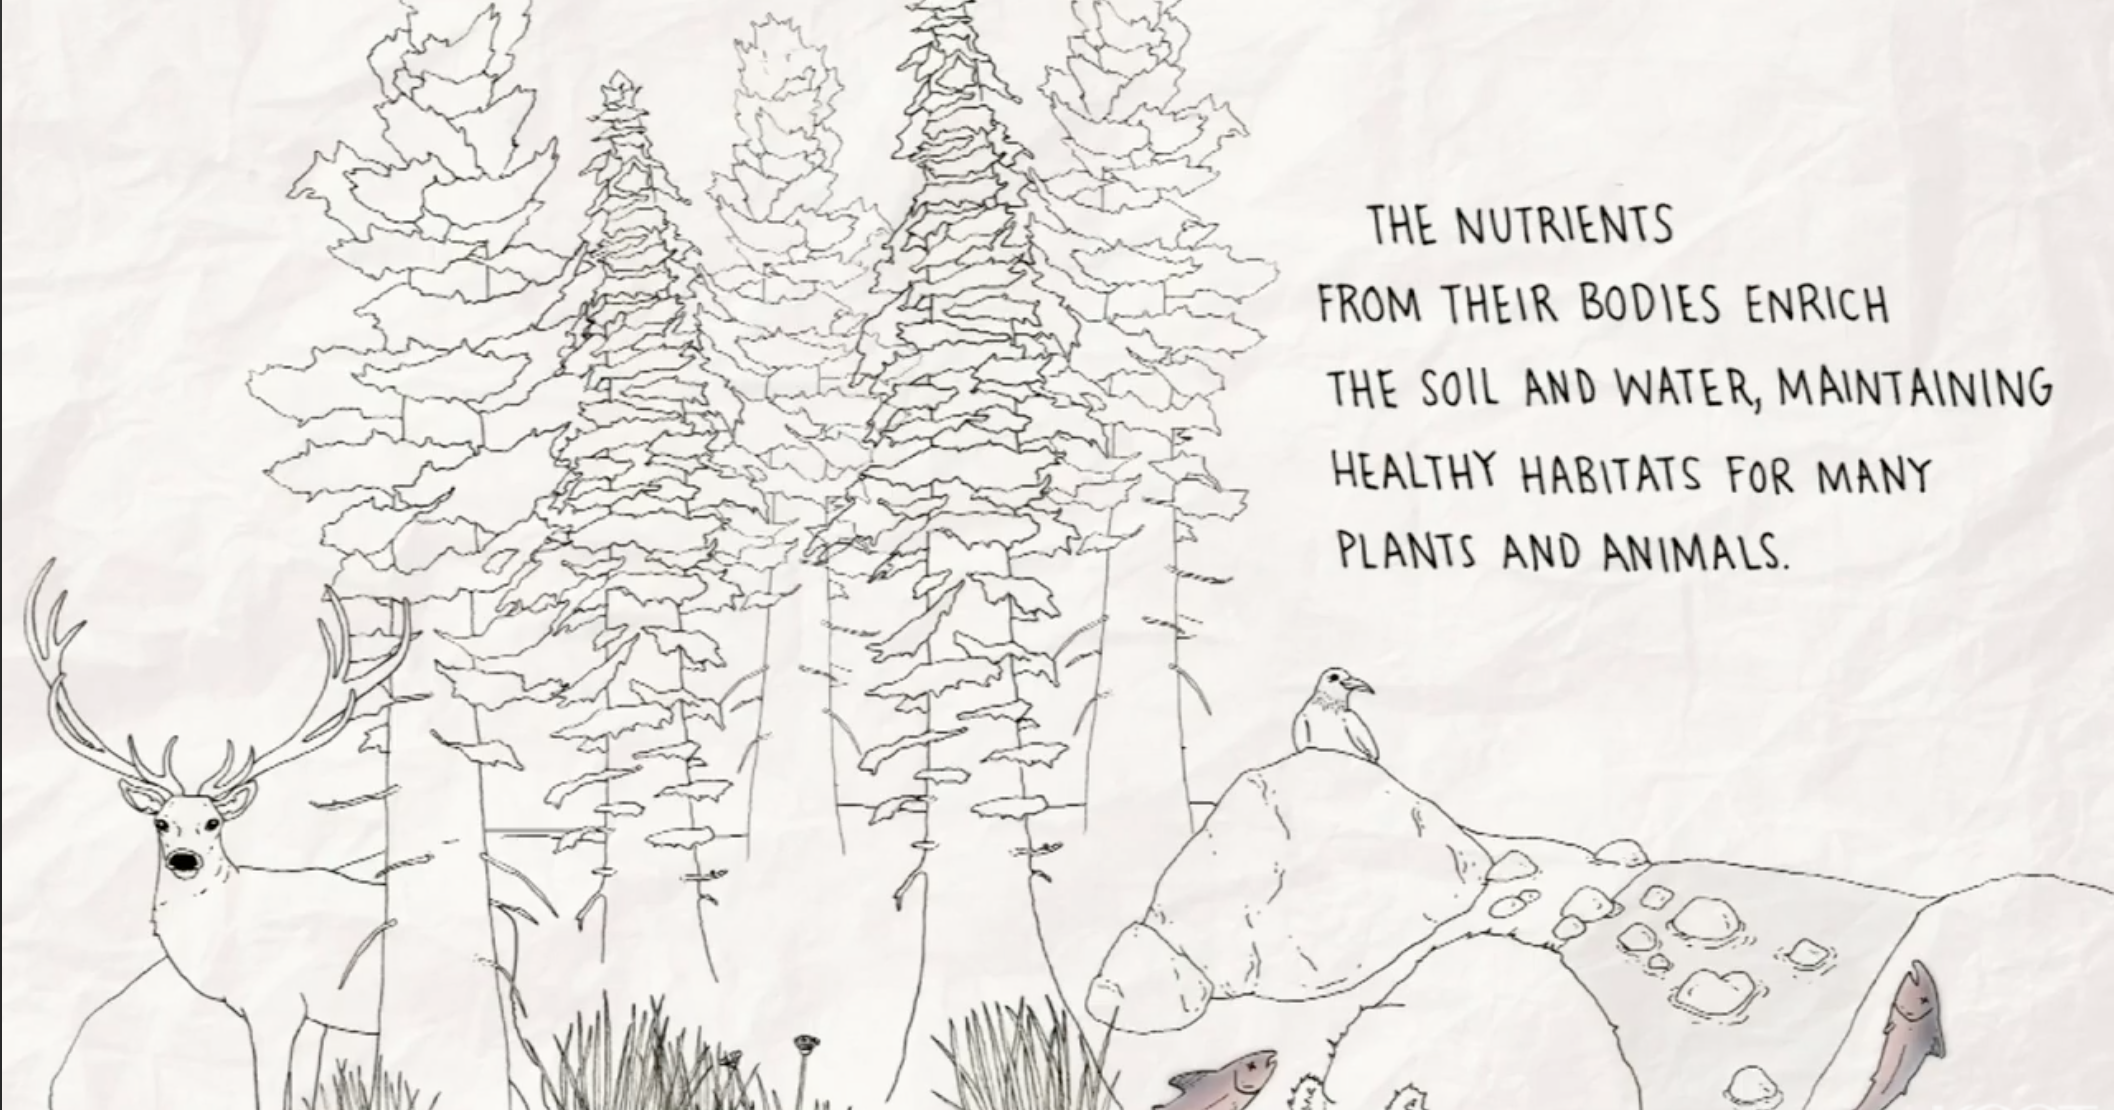 THE NUTRIENTS
FROM THEIR BODIES ENRICH
THE SOIL AND WATER, MAINTAINING
HEALTHY HABITATS FOR MANY
PLANTS AND ANIMALS.